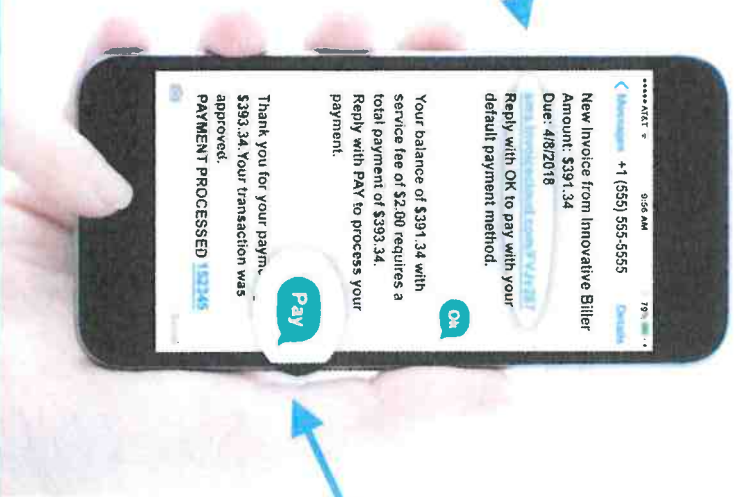 AT&T 9:56 AM 79%
Messages +1 (555) 555-5555 Details
New Invoice from Innovative Biller
Amount: $391.34
Due: 4/8/2018
Reply with OK to pay with your
default payment method.
Ok
Your balance of $391.34 with
service fee of $2.00 requires a
total payment of $393.34.
Reply with PAY to process your
payment.
Pay
Thank you for your payme
$393.34. Your transaction was
approved.
PAYMENT PROCESSED 152345